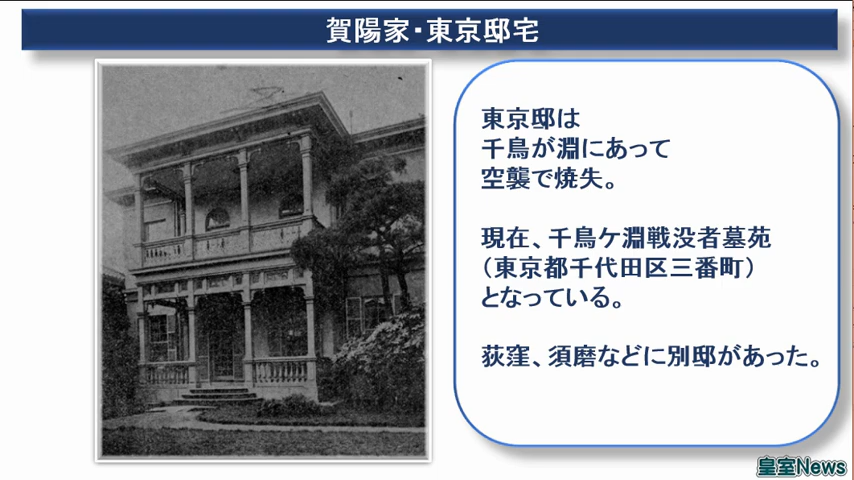 賀陽家・東京邸宅
東京邸は
千鳥が淵にあって
空襲で焼失。
現在、千鳥ケ淵戦没者墓苑
（東京都千代田区三番町）
となっている。
荻窪、須磨などに別邸があった。
皇室News